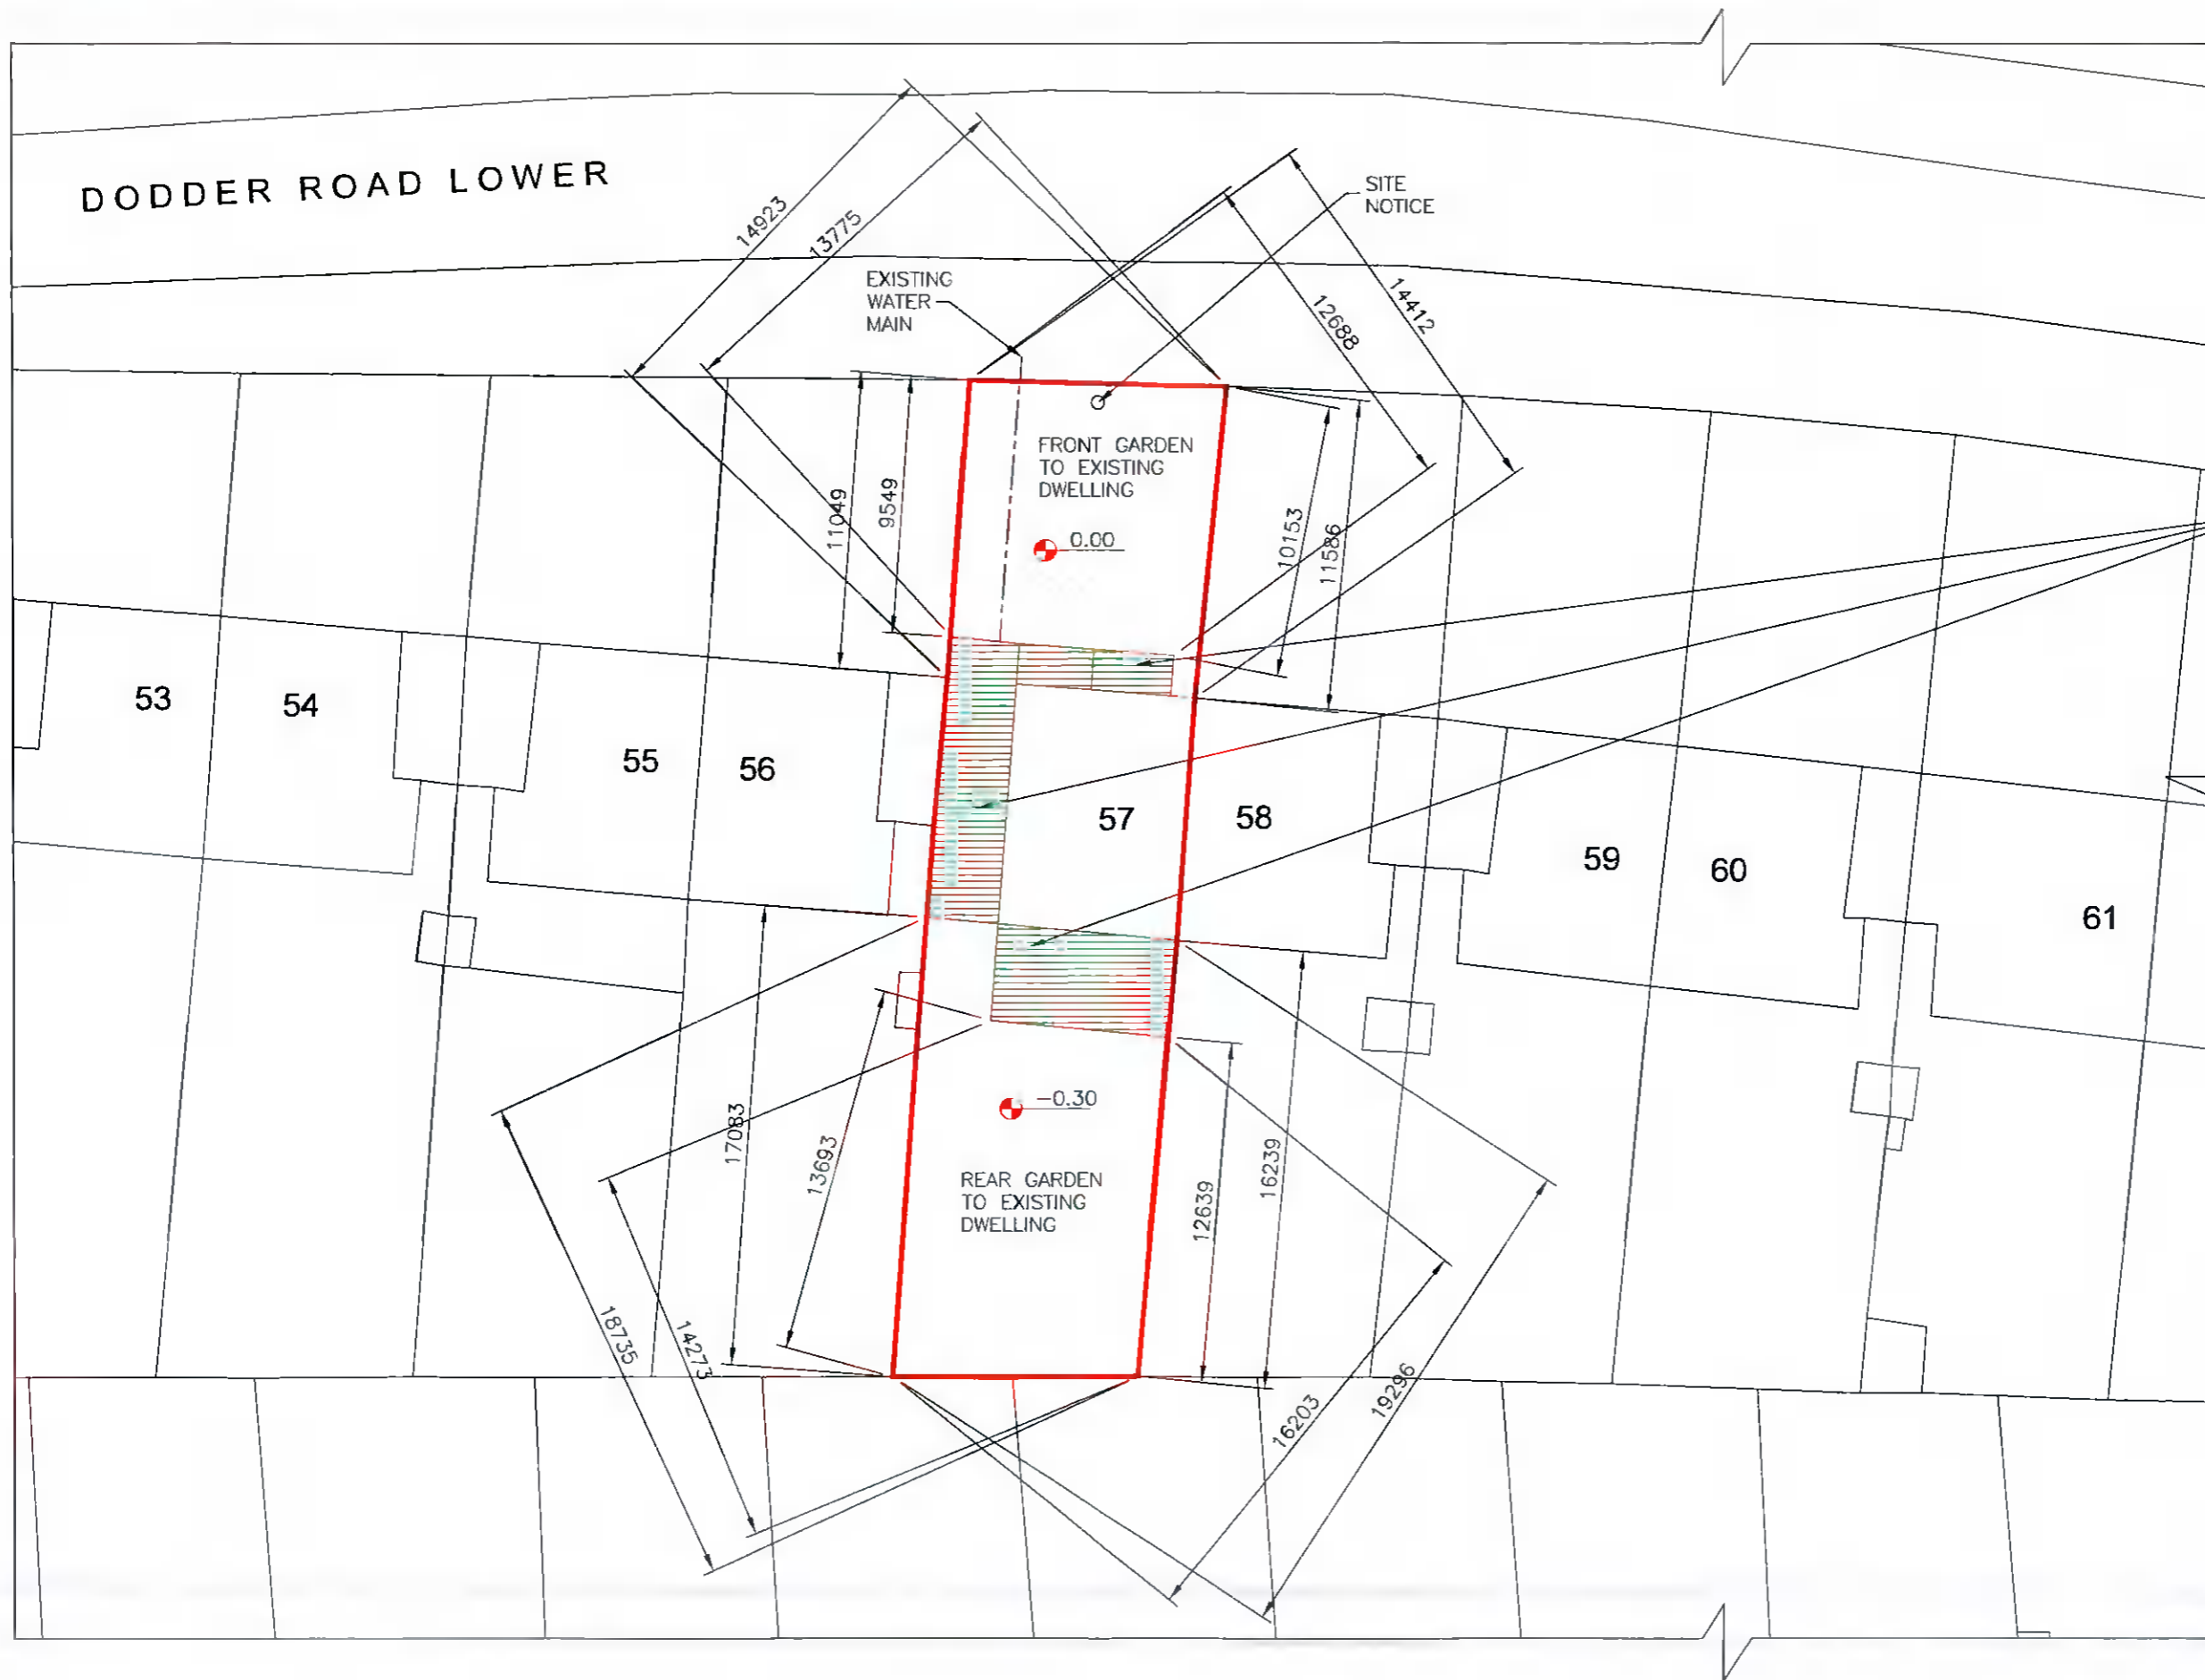 DODDER ROAD LOWER
14923
13775
SITE
NOTICE
EXISTING
WATER
MAIN
12688
14412
FRONT GARDEN
TO EXISTING
DWELLING
11049
9549
0.00
10153
11586
53
54
55
56
57
58
59
60
61
17083
13693
-0.30
REAR GARDEN
TO EXISTING
DWELLING
12639
16239
18735
14273
16203
19296